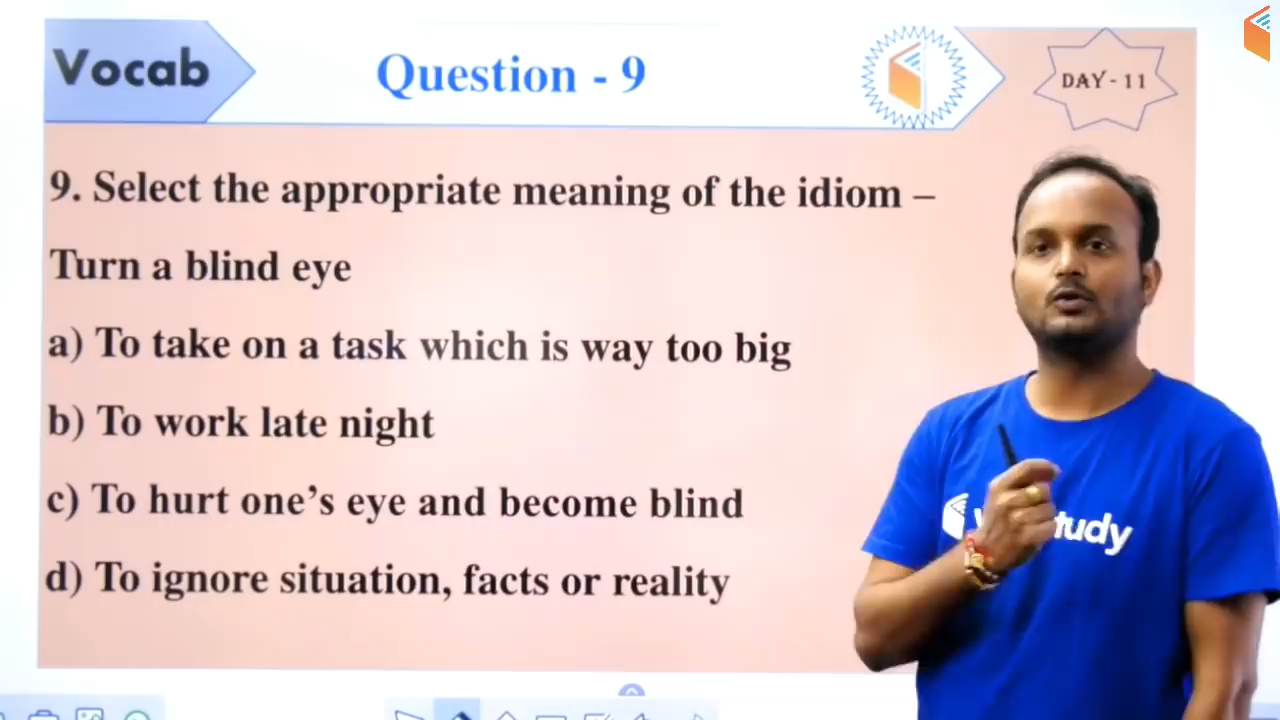 Vocab
Question - 9
DAY - 11
9. Select the appropriate meaning of the idiom –
Turn a blind eye
a) To take on a task which is way too big
b) To work late night
c) To hurt one’s eye and become blind
d) To ignore situation, facts or reality